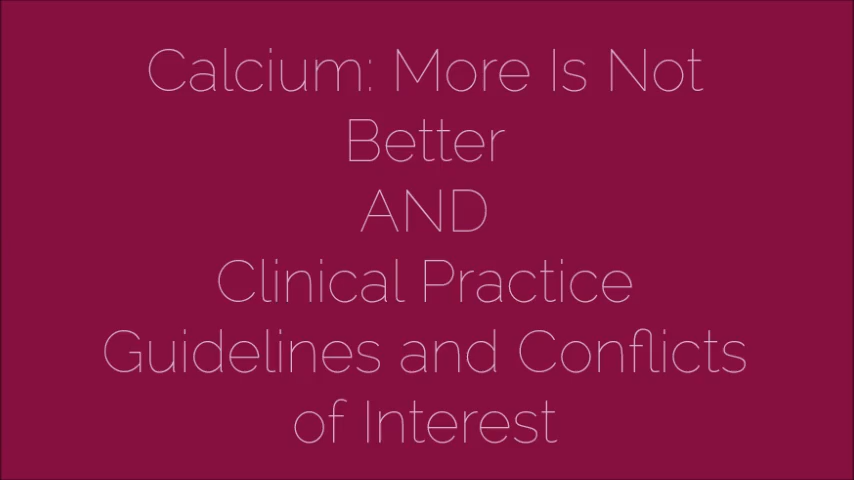 Calcium: More Is Not
Better
AND
Clinical Practice
Guidelines and Conflicts
of Interest